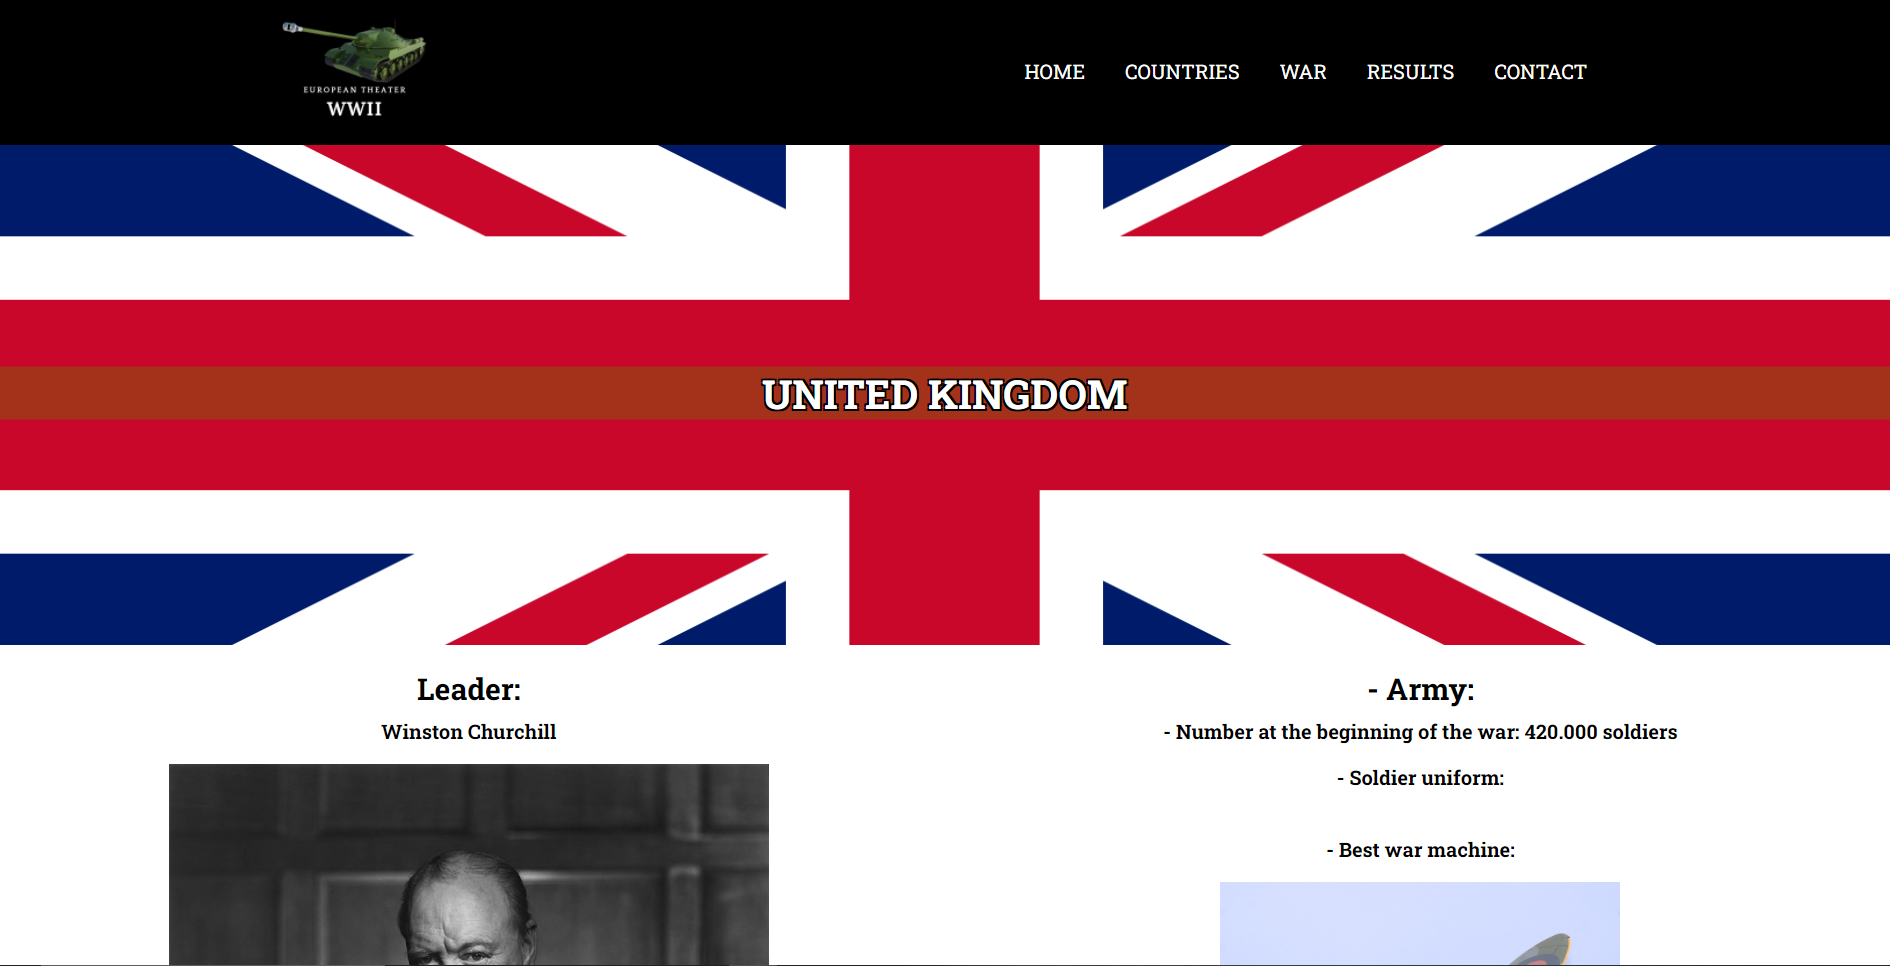 EUROPEAN THEATER
WWII
HOME COUNTRIES WAR RESULTS CONTACT
UNITED KINGDOM
Leader:
Winston Churchill
- Army:
- Number at the beginning of the war: 420.000 soldiers
- Soldier uniform:
- Best war machine: